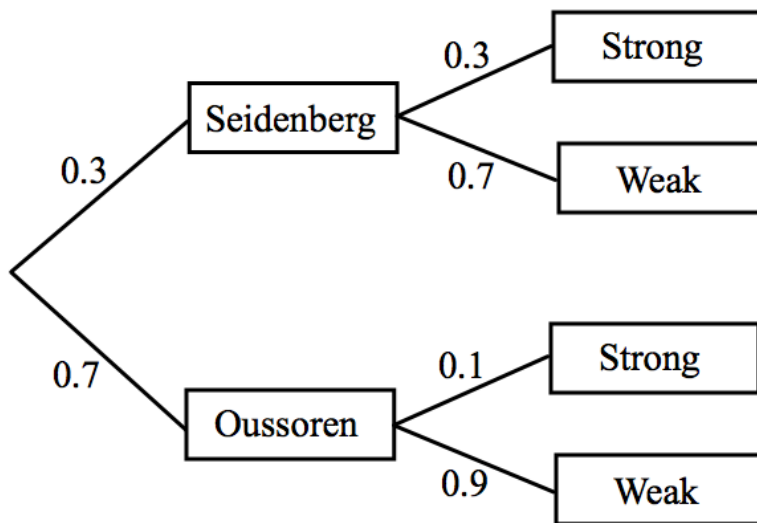 Strong
0.3
Seidenberg
0.3
0.7
Weak
Strong
0.1
0.7
Oussoren
0.9
Weak